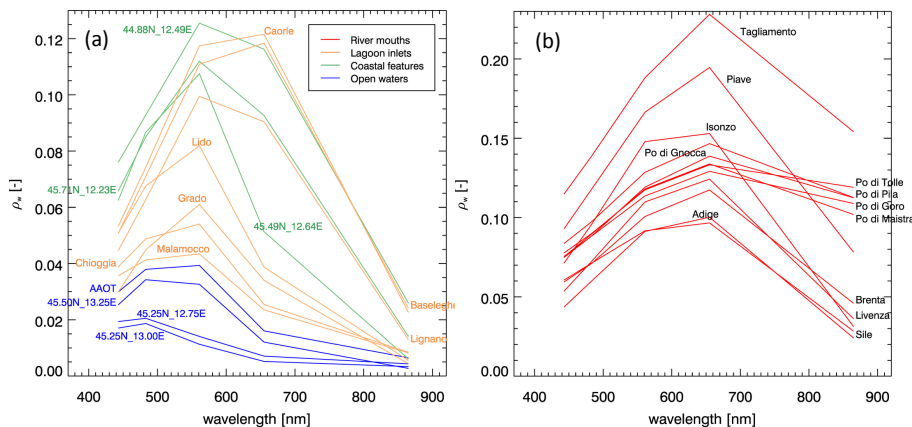 (a)
44.88N_12.49E
Caorle
River mouths
Lagoon inlets
Coastal features
Open waters
0.12
0.10
0.08
0.06
0.04
0.02
0.00
ρw [-]
Lido
45.71N_12.23E
Grado
45.49N_12.64E
Malamocco
Chioggia
AAOT
45.50N_13.25E
45.25N_12.75E
45.25N_13.00E
Baseleghe
Lignano
400 500 600 700 800 900
wavelength [nm]
(b)
0.20
0.15
0.10
0.05
0.00
ρw [-]
Tagliamento
Piave
Isonzo
Po di Gnocca
Po di Tolle
Po di Pila
Po di Goro
Po di Maistra
Adige
Brenta
Livenza
Sile
400 500 600 700 800 900
wavelength [nm]